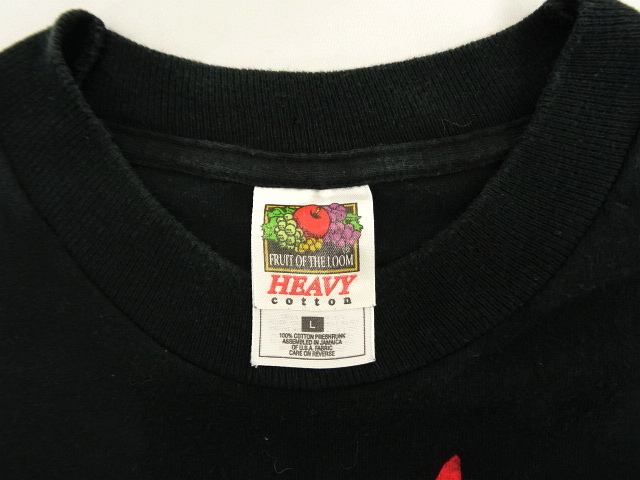 FRUIT OF THE LOOM
HEAVY
cotton
L
100% COTTON PRESHRUNK
ASSEMBLED IN JAMAICA
OF U.S.A. FABRIC
CARE ON REVERSE